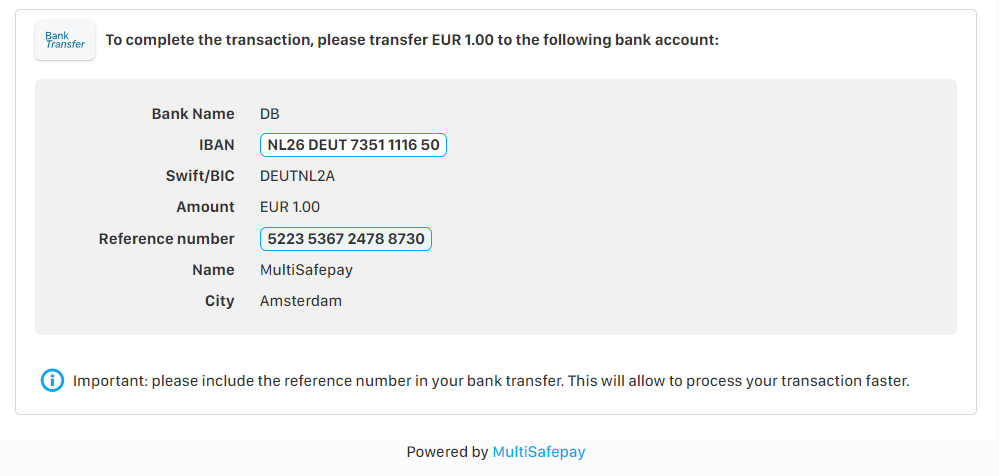 Bank
Transfer
To complete the transaction, please transfer EUR 1.00 to the following bank account:
Bank Name DB
IBAN NL26 DEUT 7351 1116 50
Swift/BIC DEUTNL2A
Amount EUR 1.00
Reference number 5223 5367 2478 8730
Name MultiSafepay
City Amsterdam
Important: please include the reference number in your bank transfer. This will allow to process your transaction faster.
Powered by MultiSafepay